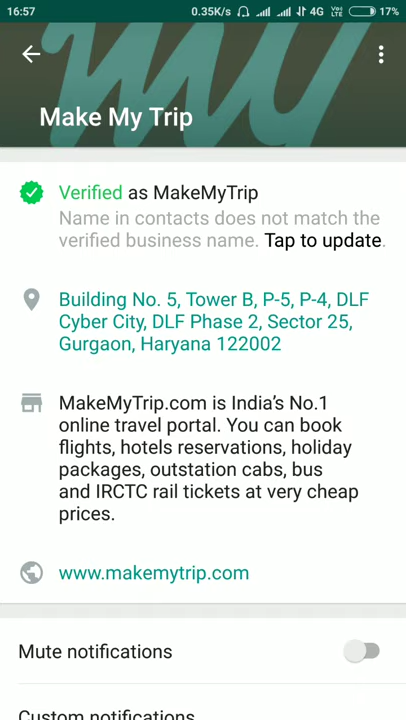 16:57 0.35K/s 4G Vo LTE 17%
my
Make My Trip
Verified as MakeMyTrip
Name in contacts does not match the
verified business name. Tap to update.
Building No. 5, Tower B, P-5, P-4, DLF
Cyber City, DLF Phase 2, Sector 25,
Gurgaon, Haryana 122002
MakeMyTrip.com is India's No.1
online travel portal. You can book
flights, hotels reservations, holiday
packages, outstation cabs, bus
and IRCTC rail tickets at very cheap
prices.
www.makemytrip.com
Mute notifications
Custom notifications